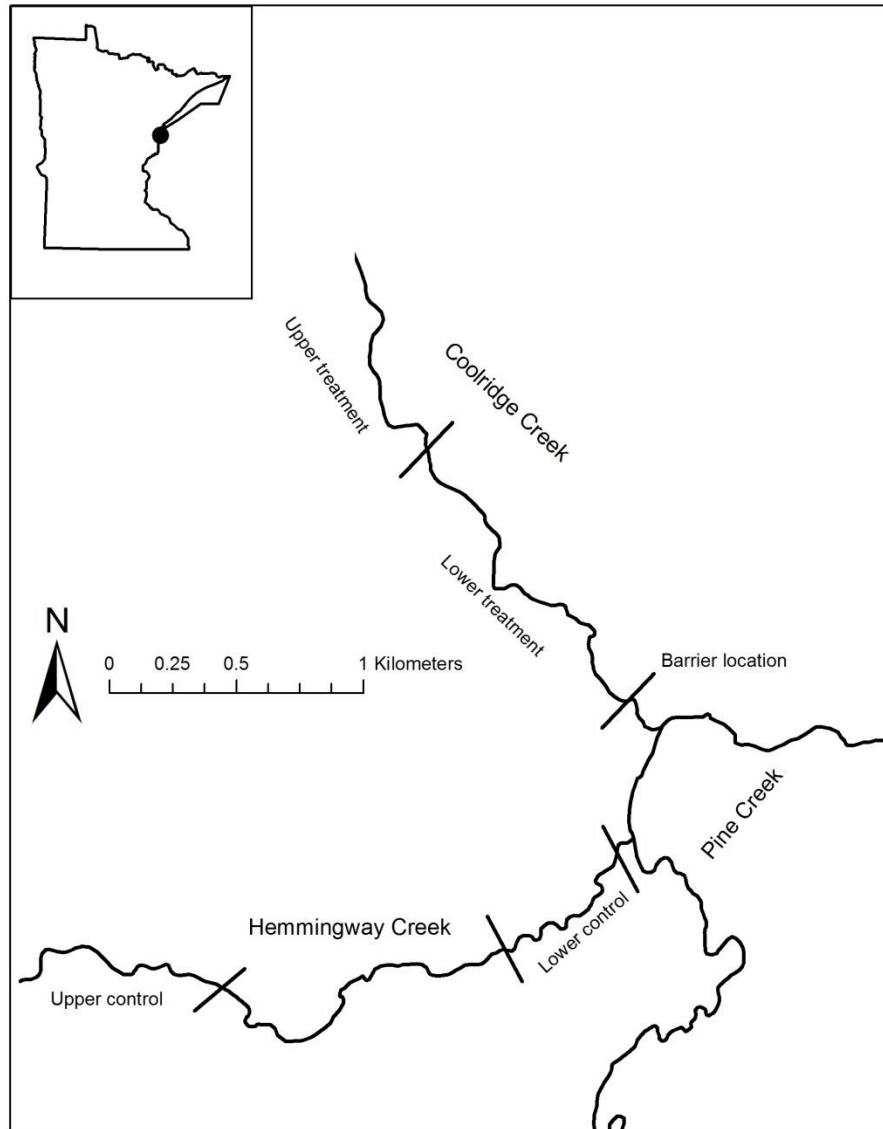 Upper treatment
Coolridge Creek
Lower treatment
N
0 0.25 0.5 1 Kilometers
Barrier location
Pine Creek
Hemmingway Creek
Lower control
Upper control